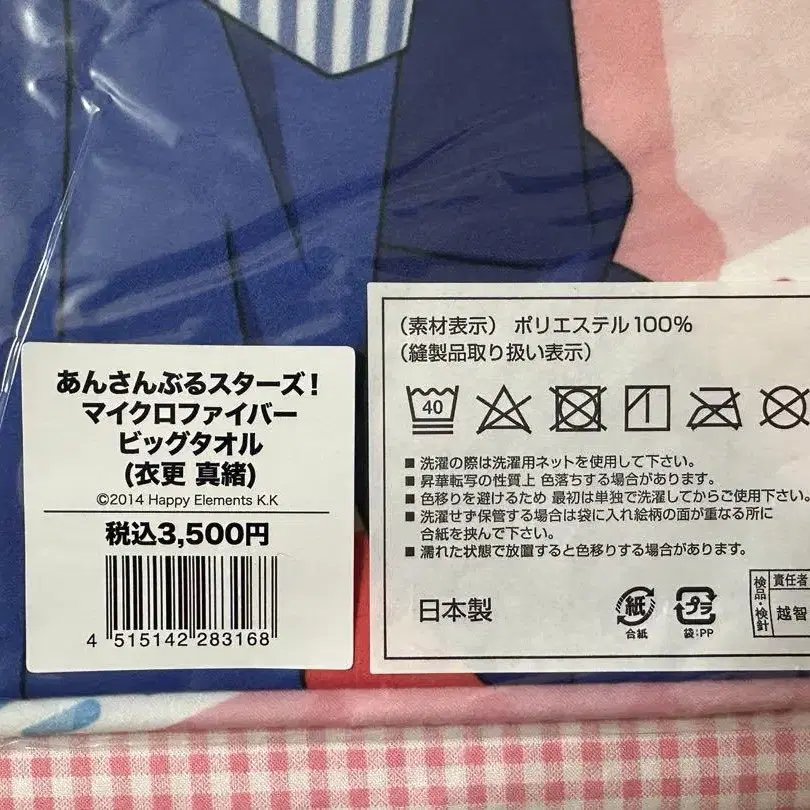 あんさんぶるスターズ!
マイクロファイバー
ビッグタオル
(衣更 真緒)
©2014 Happy Elements K.K
税込3,500円
4 515142 283168
(素材表示) ポリエステル100%
(縫製品取り扱い表示)
40
■ 洗濯の際は洗濯用ネットを使用して下さい。
■ 昇華転写の性質上 色落ちする場合があります。
■ 色移りを避けるため 最初は単独で洗濯してからご使用下さい。
■ 洗濯せず保管する場合は袋に入れ絵柄の面が重なる所に
合紙を挟んで下さい。
■ 濡れた状態で放置すると色移りする場合があります。
日本製
紙
合紙
プラ
袋:PP
検品・検針
責任者
越智